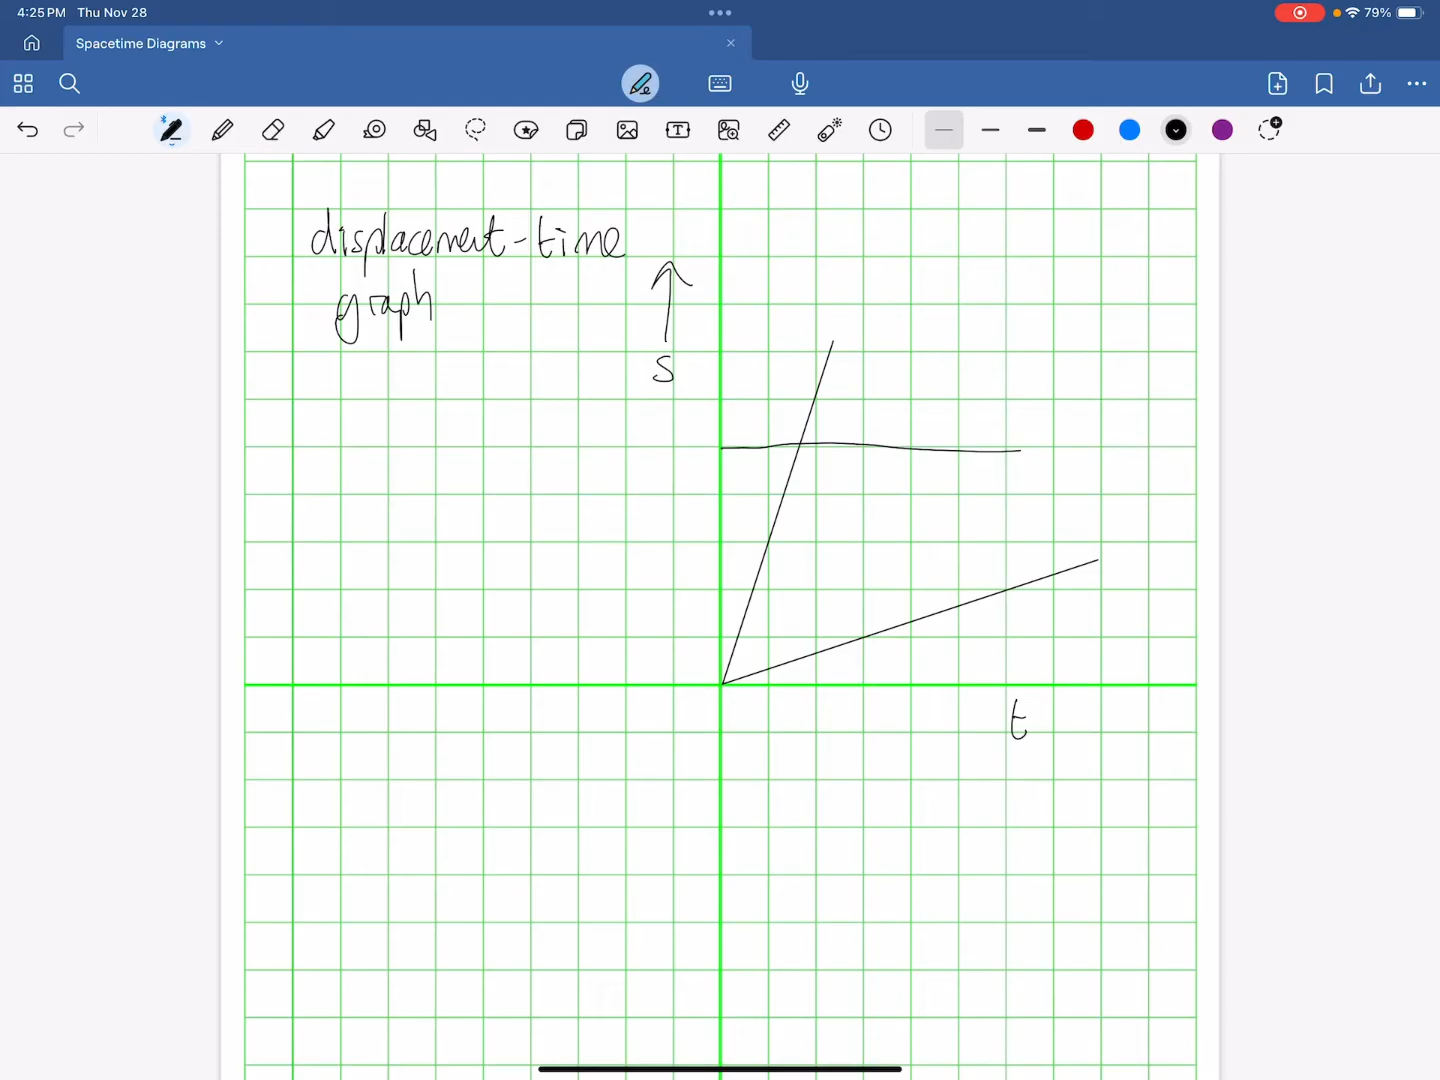 4:25 PM Thu Nov 28
79%
Spacetime Diagrams
displacement-time
graph
s
t